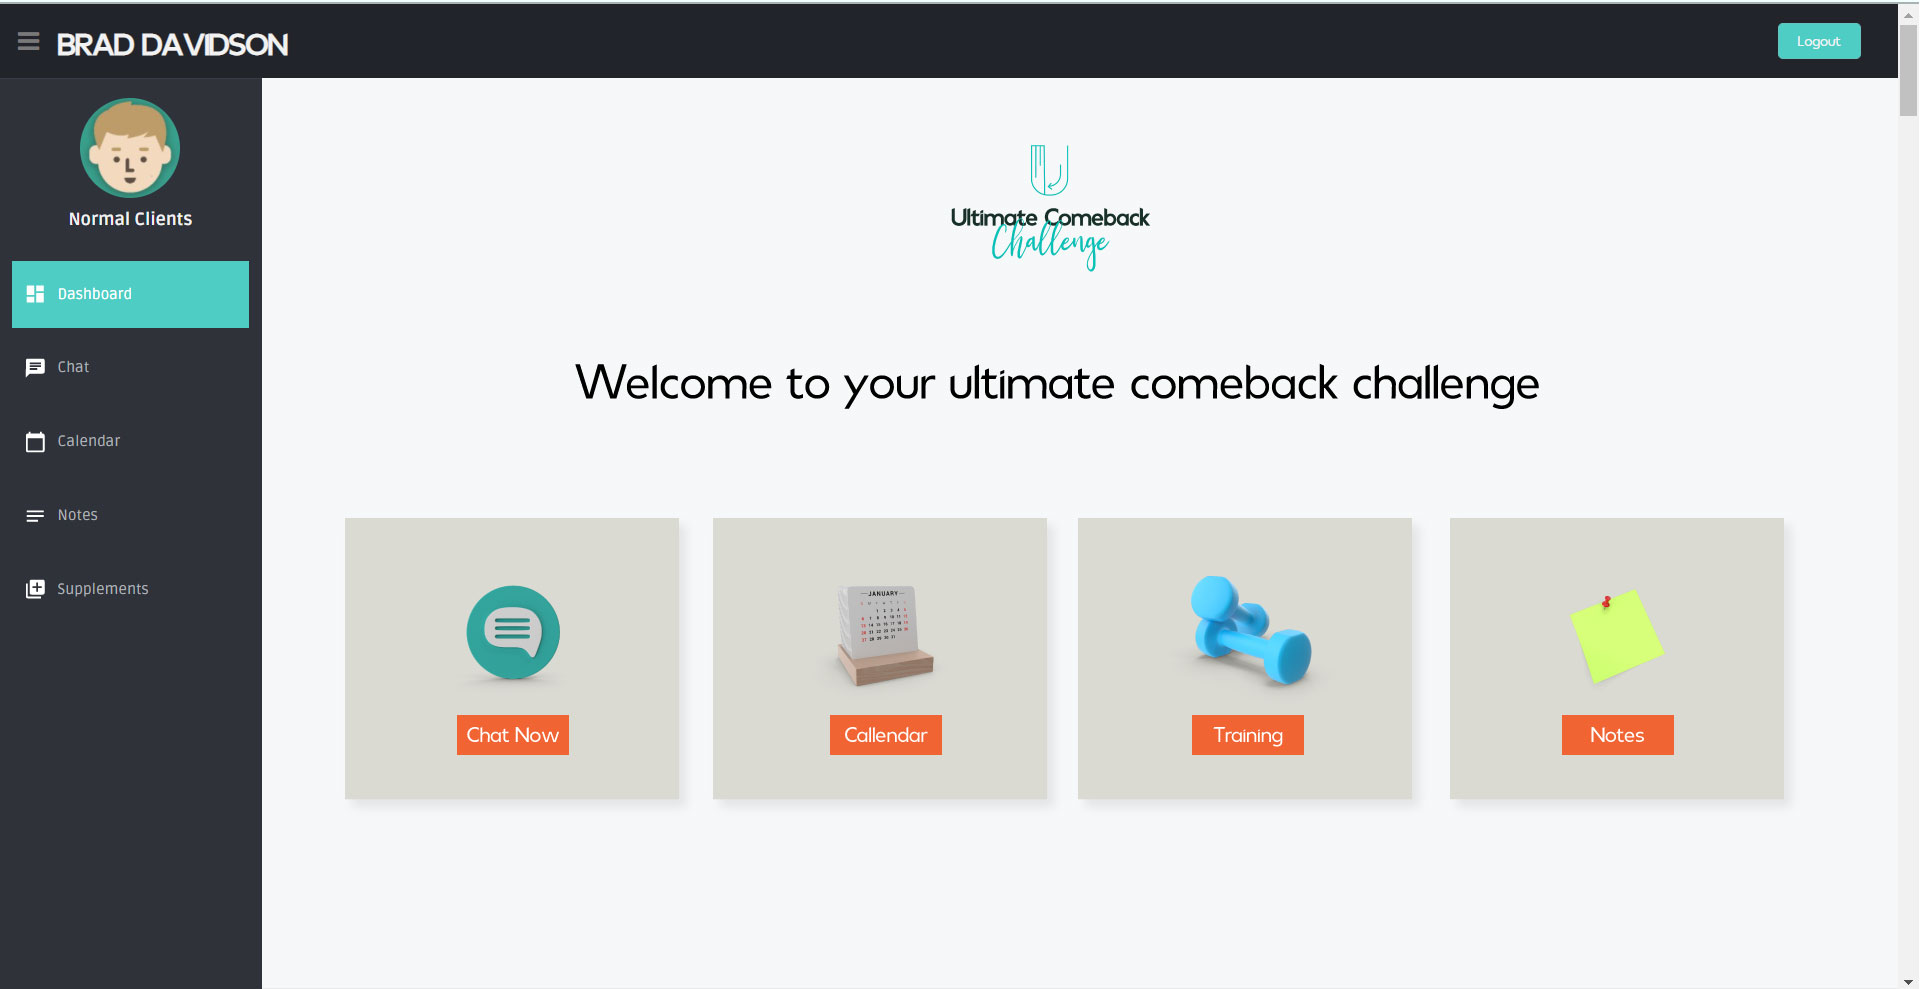 BRAD DAVIDSON
Logout
Normal Clients
Dashboard
Chat
Calendar
Notes
Supplements
Ultimate Comeback
Challenge
Welcome to your ultimate comeback challenge
JANUARY
Chat Now
Callendar
Training
Notes